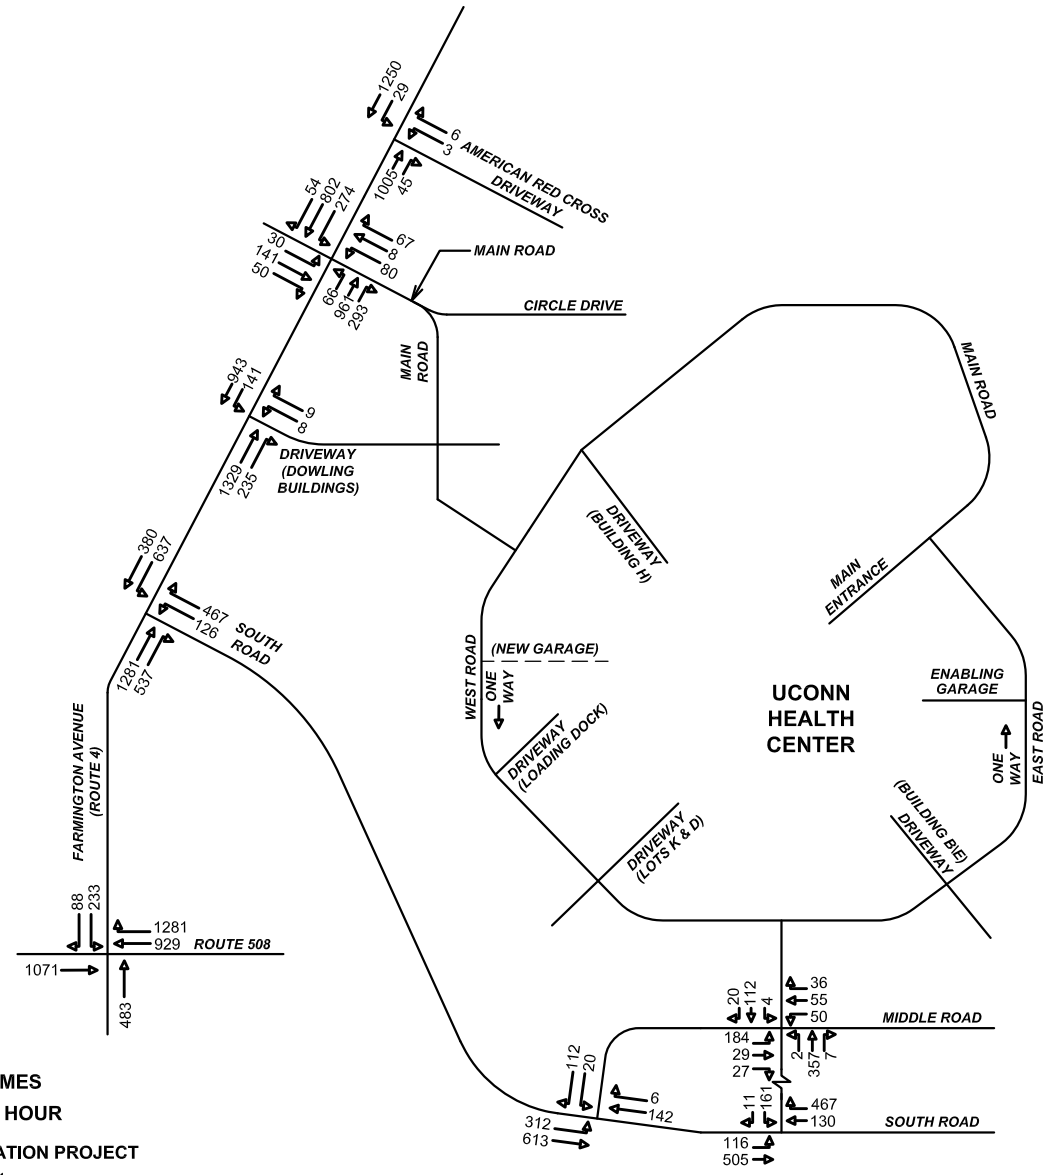 1250
29
6
3
AMERICAN RED CROSS
DRIVEWAY
1005
45
54
802
274
30
141
50
67
8
80
66
961
293
MAIN ROAD
CIRCLE DRIVE
MAIN
ROAD
MAIN ROAD
943
141
9
8
1329
235
DRIVEWAY
(DOWLING
BUILDINGS)
380
637
467
126
SOUTH
ROAD
1281
537
DRIVEWAY
(BUILDING H)
MAIN
ENTRANCE
WEST ROAD
(NEW GARAGE)
ONE
WAY
DRIVEWAY
(LOADING DOCK)
UCONN
HEALTH
CENTER
ENABLING
GARAGE
ONE
WAY
EAST ROAD
DRIVEWAY
(LOTS K & D)
(BUILDING B\E)
DRIVEWAY
FARMINGTON AVENUE
(ROUTE 4)
88
233
1281
929
ROUTE 508
1071
483
20
112
4
36
55
50
MIDDLE ROAD
184
29
27
2
357
7
112
20
6
142
312
613
11
161
467
130
SOUTH ROAD
116
505
MES
HOUR
ATION PROJECT